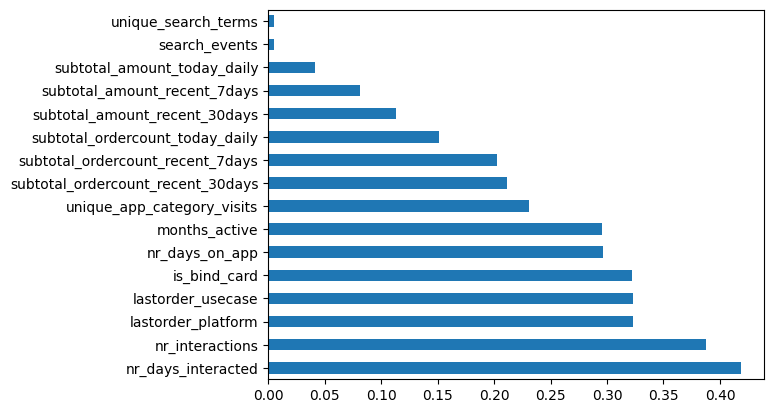 unique_search_terms
search_events
subtotal_amount_today_daily
subtotal_amount_recent_7days
subtotal_amount_recent_30days
subtotal_ordercount_today_daily
subtotal_ordercount_recent_7days
subtotal_ordercount_recent_30days
unique_app_category_visits
months_active
nr_days_on_app
is_bind_card
lastorder_usecase
lastorder_platform
nr_interactions
nr_days_interacted
0.00 0.05 0.10 0.15 0.20 0.25 0.30 0.35 0.40